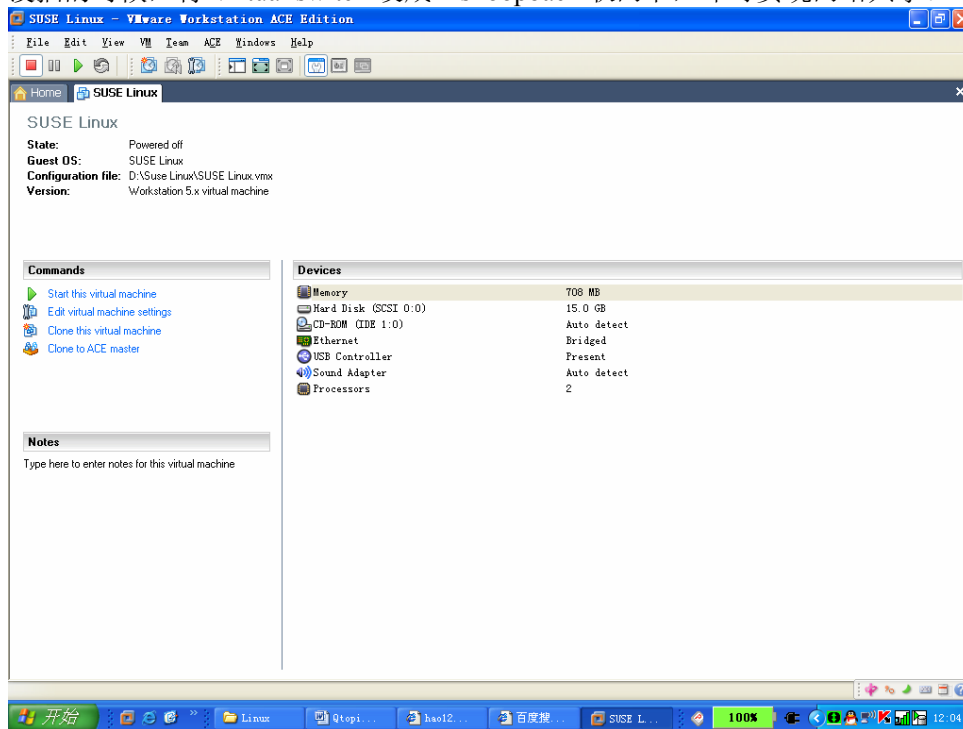 SUSE Linux - VMware Workstation ACE Edition
File Edit View VM Team ACE Windows Help
Home SUSE Linux
SUSE Linux
State: Powered off
Guest OS: SUSE Linux
Configuration file: D:\Suse Linux\SUSE Linux.vmx
Version: Workstation 5.x virtual machine
Commands
Start this virtual machine
Edit virtual machine settings
Clone this virtual machine
Clone to ACE master
Devices
Memory 708 MB
Hard Disk (SCSI 0:0) 15.0 GB
CD-ROM (IDE 1:0) Auto detect
Ethernet Bridged
USB Controller Present
Sound Adapter Auto detect
Processors 2
Notes
Type here to enter notes for this virtual machine
开始 Linux Qtopi... hao12... 百度搜... SUSE L... 100% 12:04